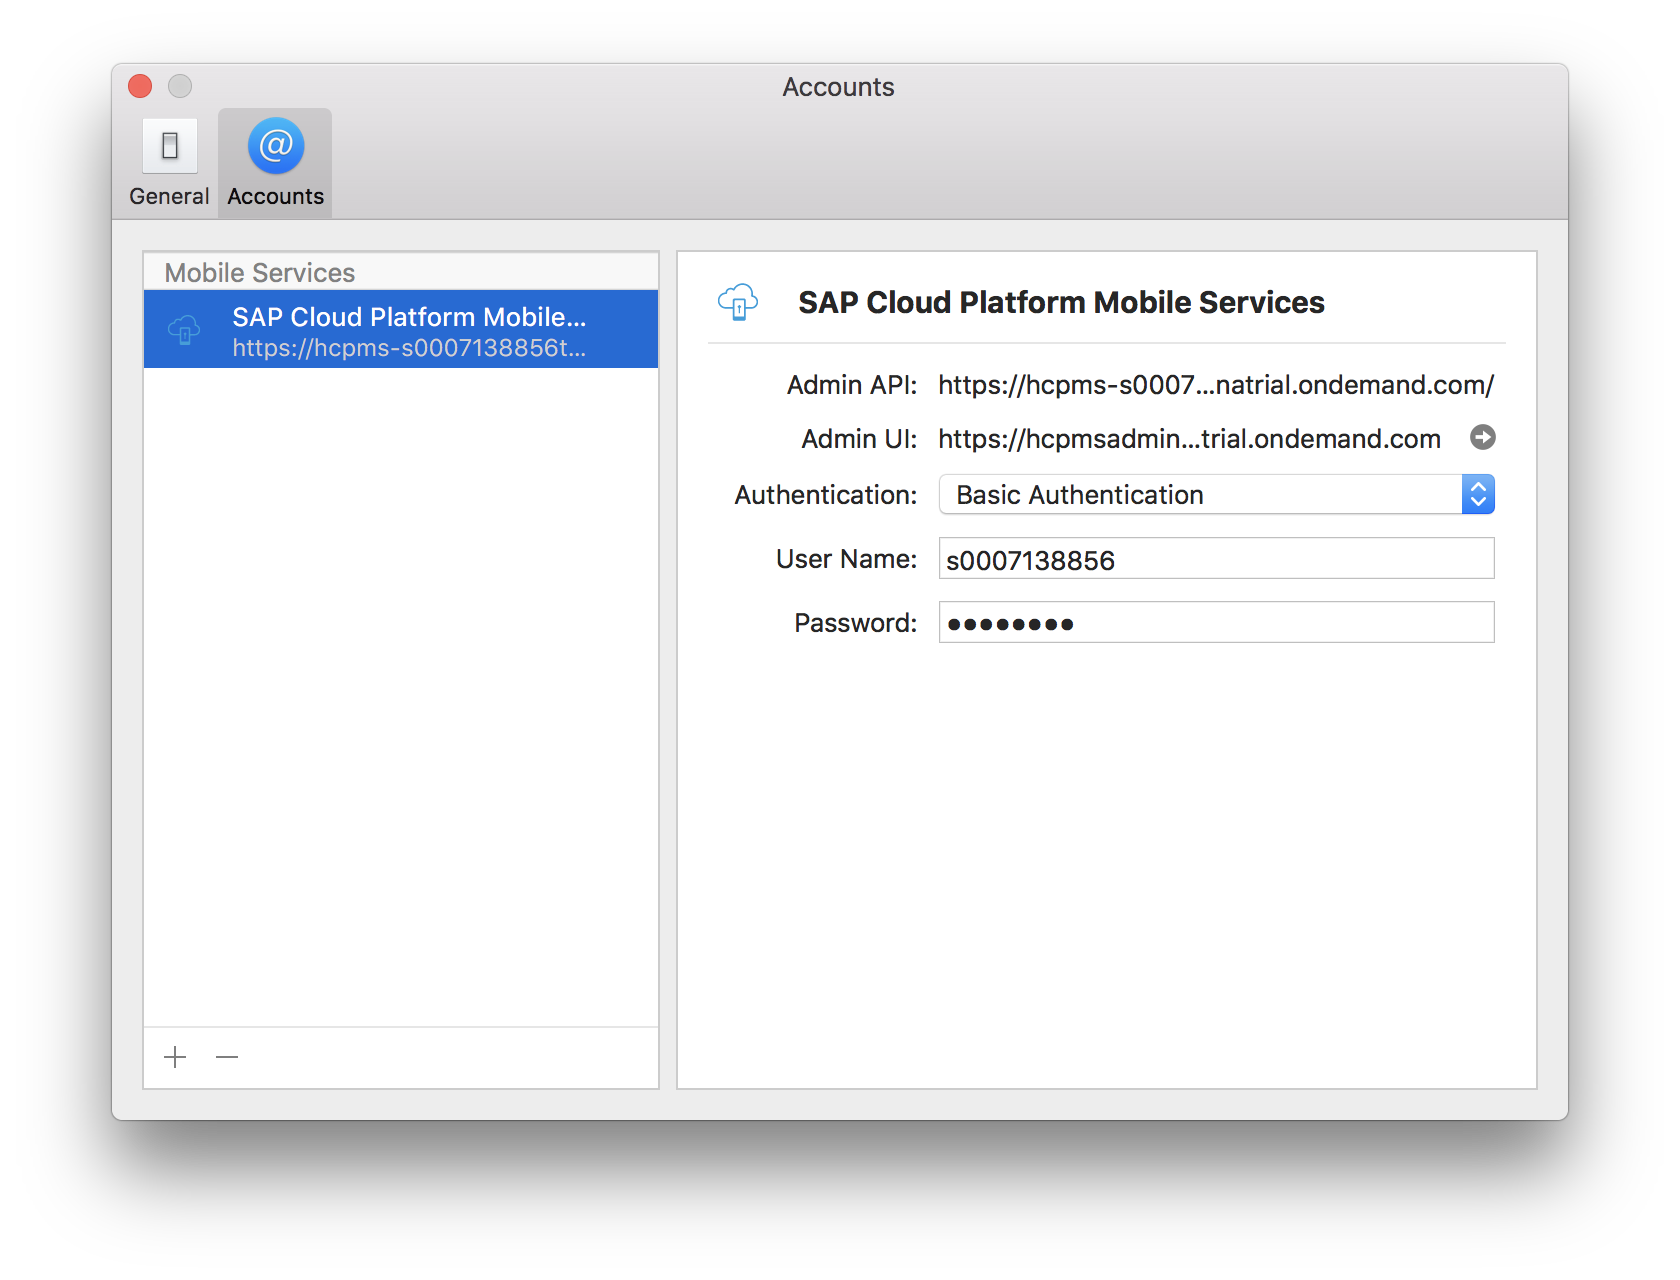 Accounts
General
Accounts
Mobile Services
SAP Cloud Platform Mobile...
https://hcpms-s0007138856t...
SAP Cloud Platform Mobile Services
Admin API: https://hcpms-s0007...natrial.ondemand.com/
Admin UI: https://hcpmsadmin...trial.ondemand.com
Authentication: Basic Authentication
User Name: s0007138856
Password: ••••••••